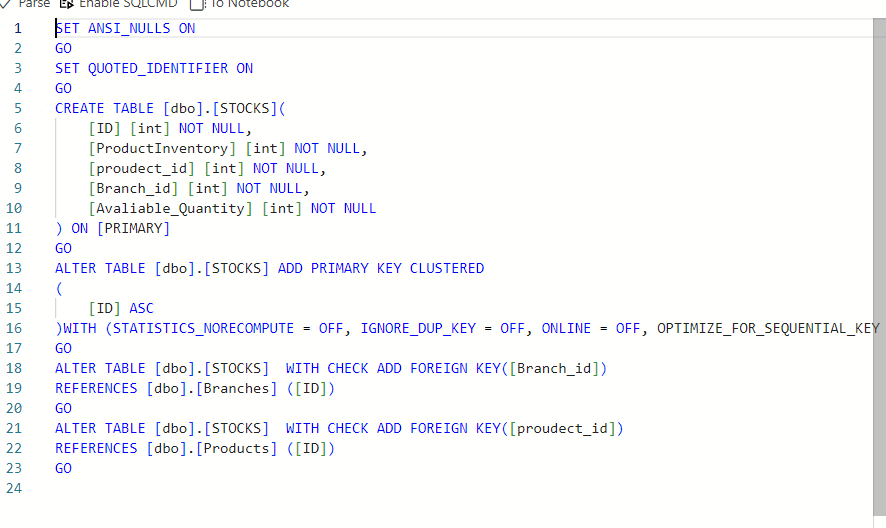 Parse Enable SQLCMD To Notebook
1 SET ANSI_NULLS ON
2 GO
3 SET QUOTED_IDENTIFIER ON
4 GO
5 CREATE TABLE [dbo].[STOCKS](
6 [ID] [int] NOT NULL,
7 [ProductInventory] [int] NOT NULL,
8 [proudect_id] [int] NOT NULL,
9 [Branch_id] [int] NOT NULL,
10 [Avaliable_Quantity] [int] NOT NULL
11 ) ON [PRIMARY]
12 GO
13 ALTER TABLE [dbo].[STOCKS] ADD PRIMARY KEY CLUSTERED
14 (
15 [ID] ASC
16 )WITH (STATISTICS_NORECOMPUTE = OFF, IGNORE_DUP_KEY = OFF, ONLINE = OFF, OPTIMIZE_FOR_SEQUENTIAL_KEY
17 GO
18 ALTER TABLE [dbo].[STOCKS]  WITH CHECK ADD FOREIGN KEY([Branch_id])
19 REFERENCES [dbo].[Branches] ([ID])
20 GO
21 ALTER TABLE [dbo].[STOCKS]  WITH CHECK ADD FOREIGN KEY([proudect_id])
22 REFERENCES [dbo].[Products] ([ID])
23 GO
24